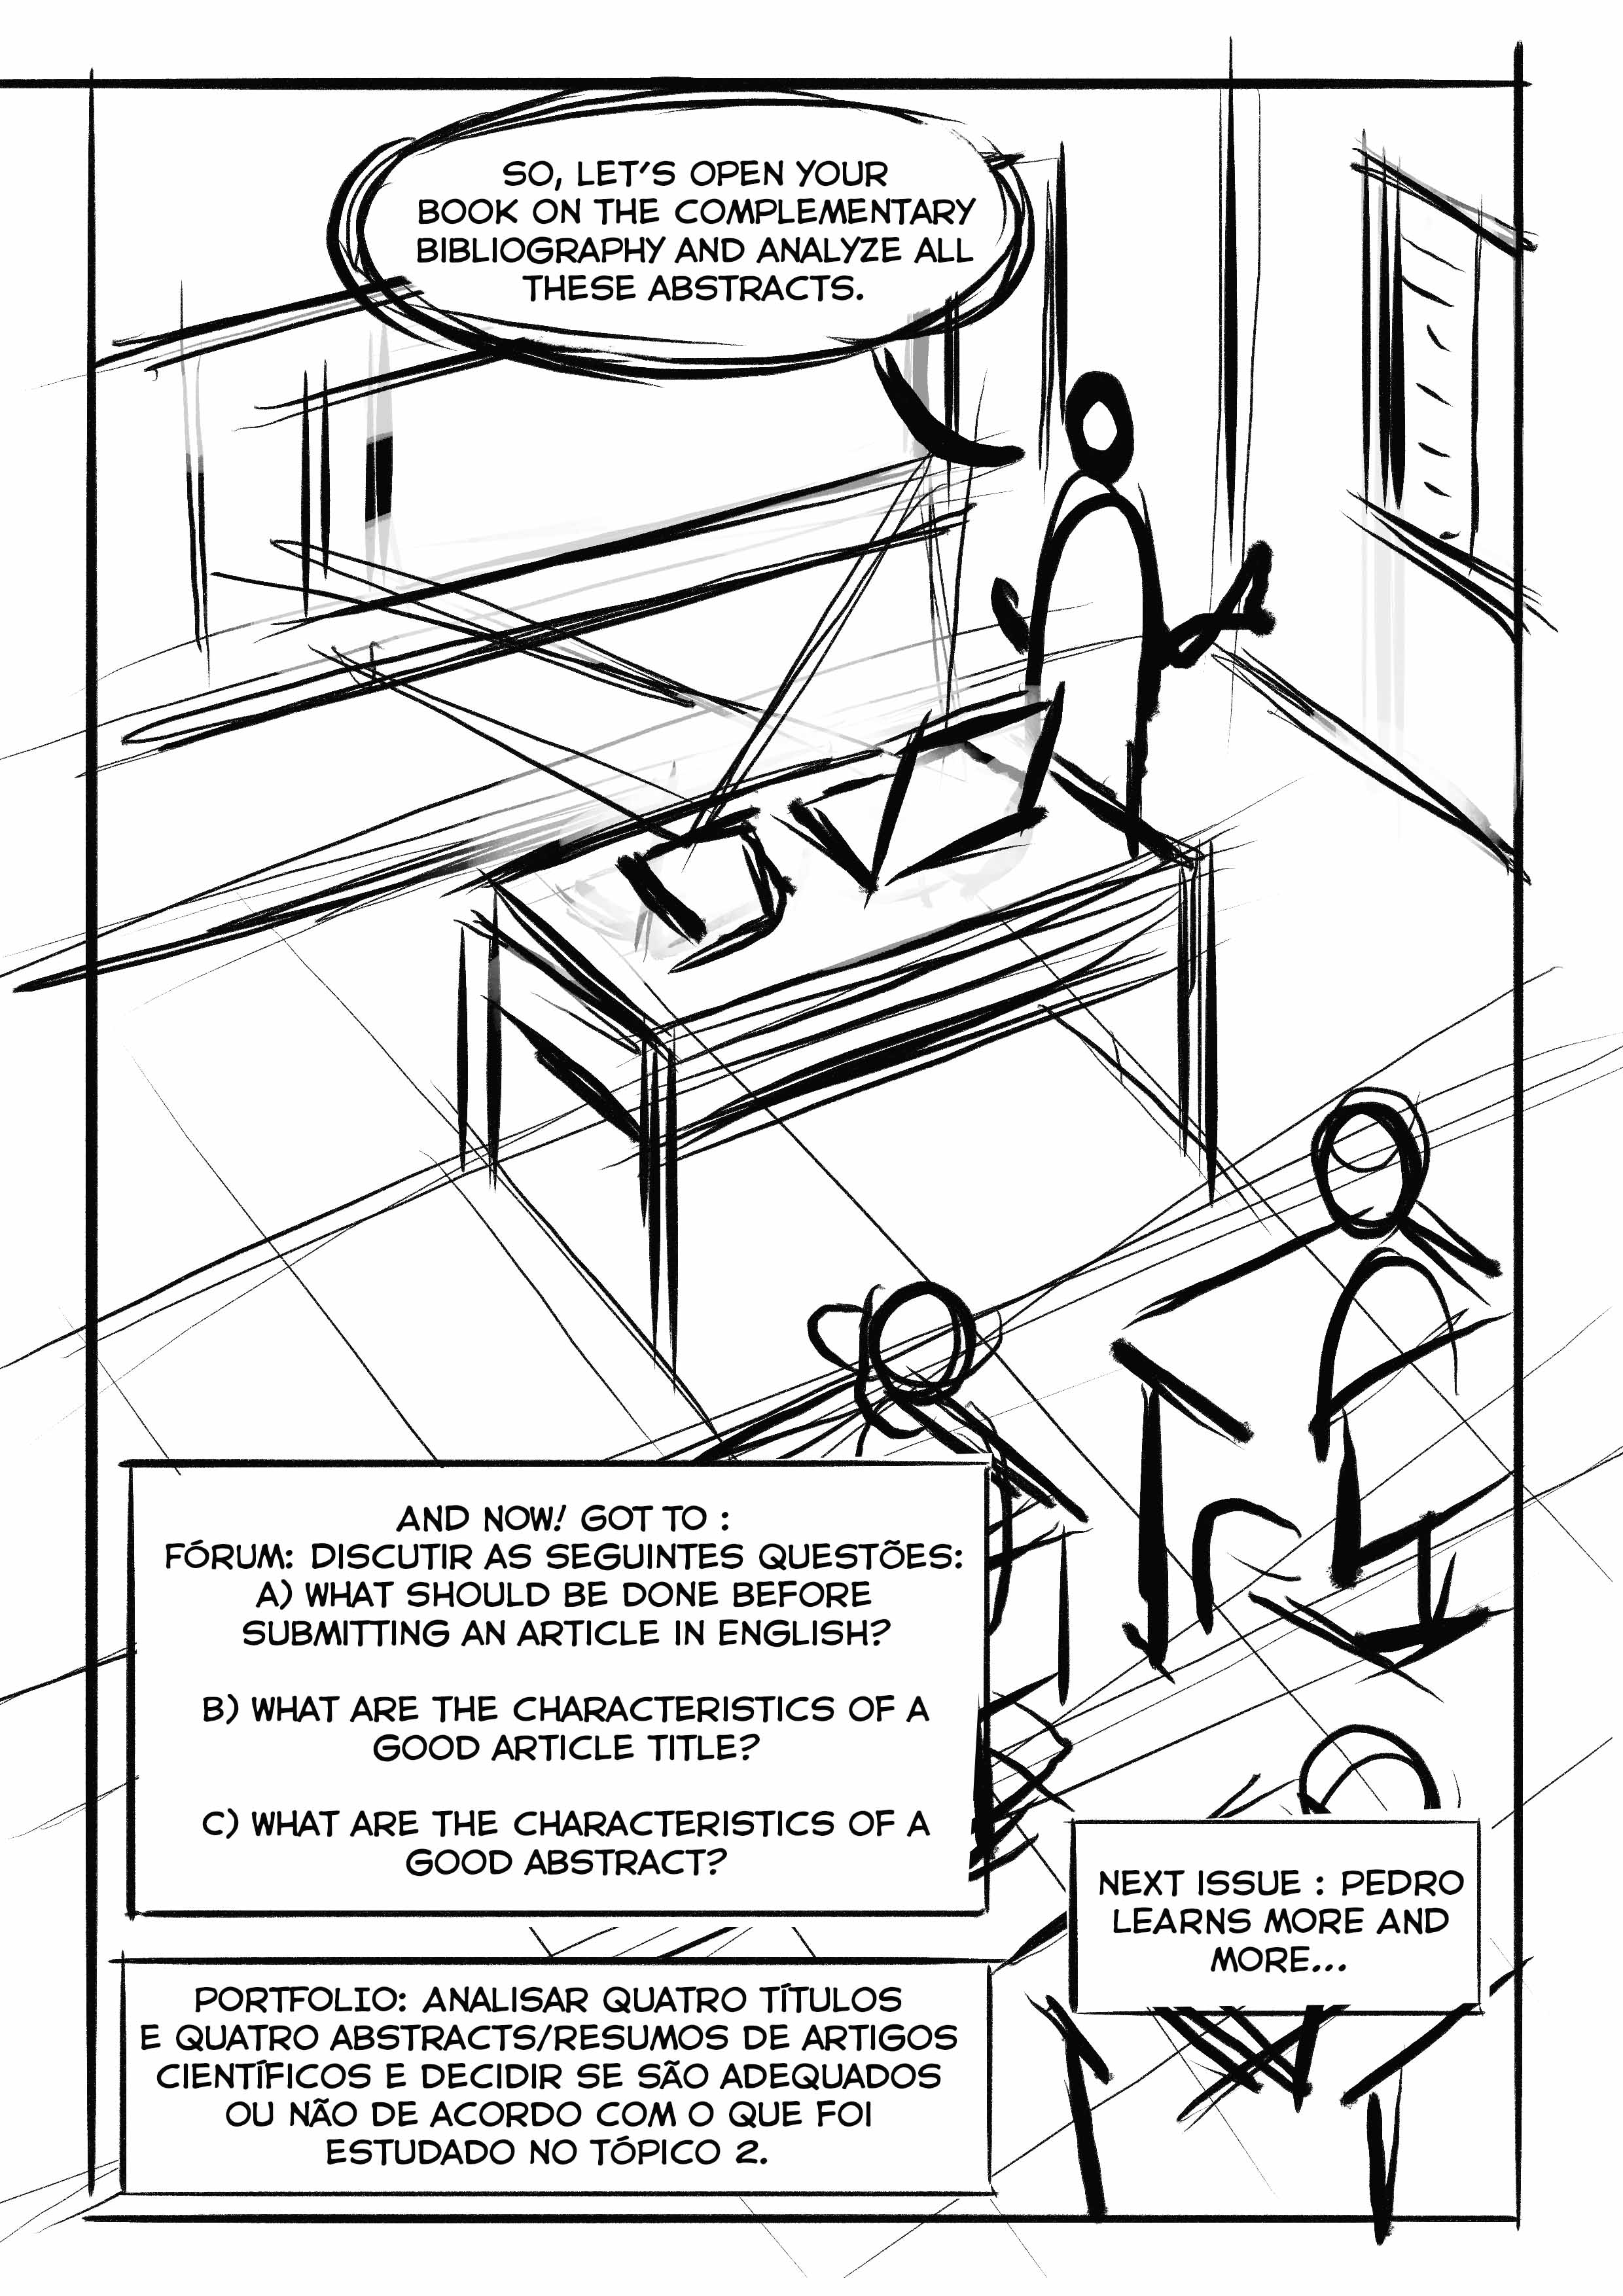 SO, LET'S OPEN YOUR
BOOK ON THE COMPLEMENTARY
BIBLIOGRAPHY AND ANALYZE ALL
THESE ABSTRACTS.
AND NOW! GOT TO :
FÓRUM: DISCUTIR AS SEGUINTES QUESTÕES:
A) WHAT SHOULD BE DONE BEFORE
SUBMITTING AN ARTICLE IN ENGLISH?
B) WHAT ARE THE CHARACTERISTICS OF A
GOOD ARTICLE TITLE?
C) WHAT ARE THE CHARACTERISTICS OF A
GOOD ABSTRACT?
NEXT ISSUE : PEDRO
LEARNS MORE AND
MORE...
PORTFOLIO: ANALISAR QUATRO TÍTULOS
E QUATRO ABSTRACTS/RESUMOS DE ARTIGOS
CIENTÍFICOS E DECIDIR SE SÃO ADEQUADOS
OU NÃO DE ACORDO COM O QUE FOI
ESTUDADO NO TÓPICO 2.